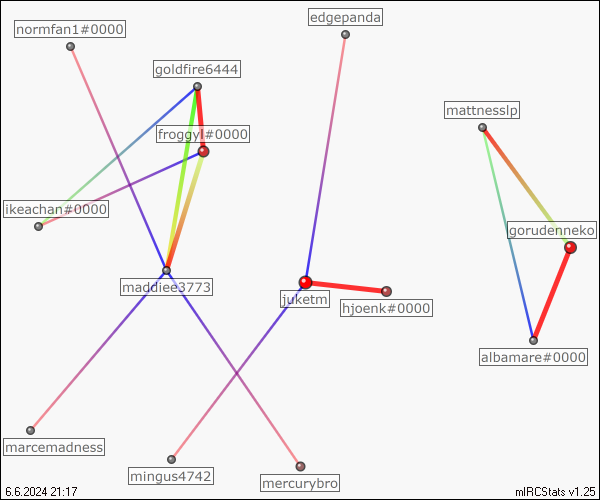 edgepanda
normfan1#0000
goldfire6444
mattnesslp
froggyl#0000
ikeachan#0000
gorudenneko
maddiee3773
juketm
hjoenk#0000
albamare#0000
marcemadness
mingus4742
mercurybro
6.6.2024 21:17
mIRCStats v1.25